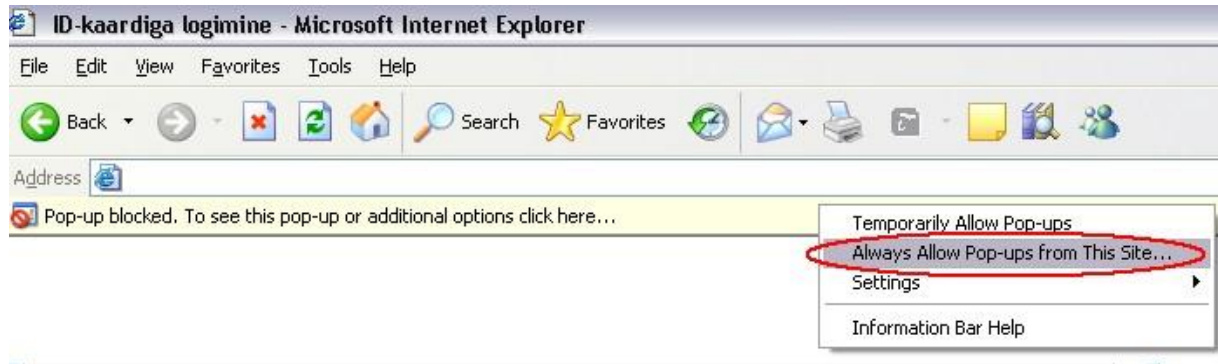 ID-kaardiga logimine - Microsoft Internet Explorer
File Edit View Favorites Tools Help
Back Search Favorites
Address
Pop-up blocked. To see this pop-up or additional options click here...
Temporarily Allow Pop-ups
Always Allow Pop-ups from This Site...
Settings
Information Bar Help